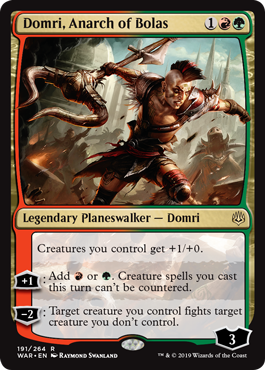 Domri, Anarch of Bolas 1
Legendary Planeswalker — Domri
Creatures you control get +1/+0.
+1 : Add or . Creature spells you cast
this turn can't be countered.
-2 : Target creature you control fights target
creature you don't control.
3
191/264 R
WAR • EN RAYMOND SWANLAND ™ & © 2019 Wizards of the Coast